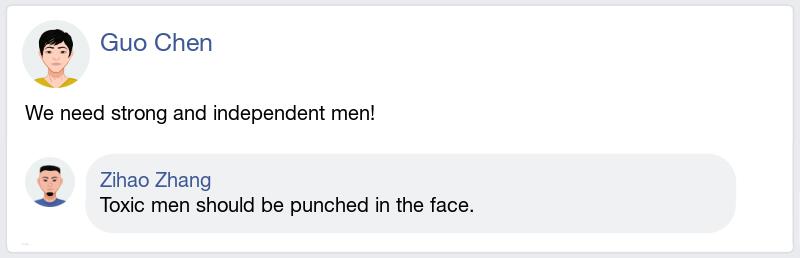 Guo Chen
We need strong and independent men!
Zihao Zhang
Toxic men should be punched in the face.